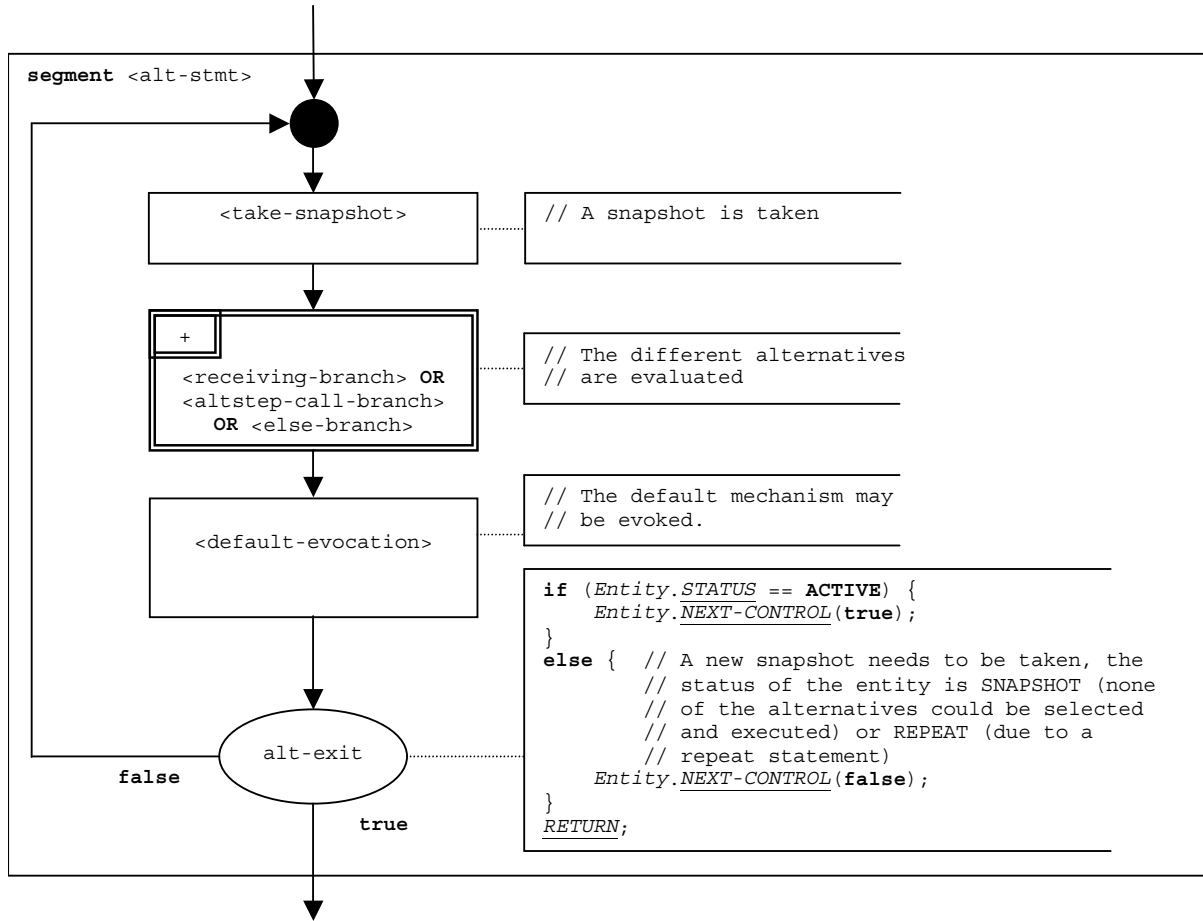 segment <alt-stmt>
<take-snapshot>
// A snapshot is taken
+
<receiving-branch> OR
<altstep-call-branch>
OR <else-branch>
// The different alternatives
// are evaluated
<default-evocation>
// The default mechanism may
// be evoked.
alt-exit
false
true
if (Entity.STATUS == ACTIVE) {
Entity.NEXT-CONTROL(true);
}
else { // A new snapshot needs to be taken, the
// status of the entity is SNAPSHOT (none
// of the alternatives could be selected
// and executed) or REPEAT (due to a
// repeat statement)
Entity.NEXT-CONTROL(false);
}
RETURN;